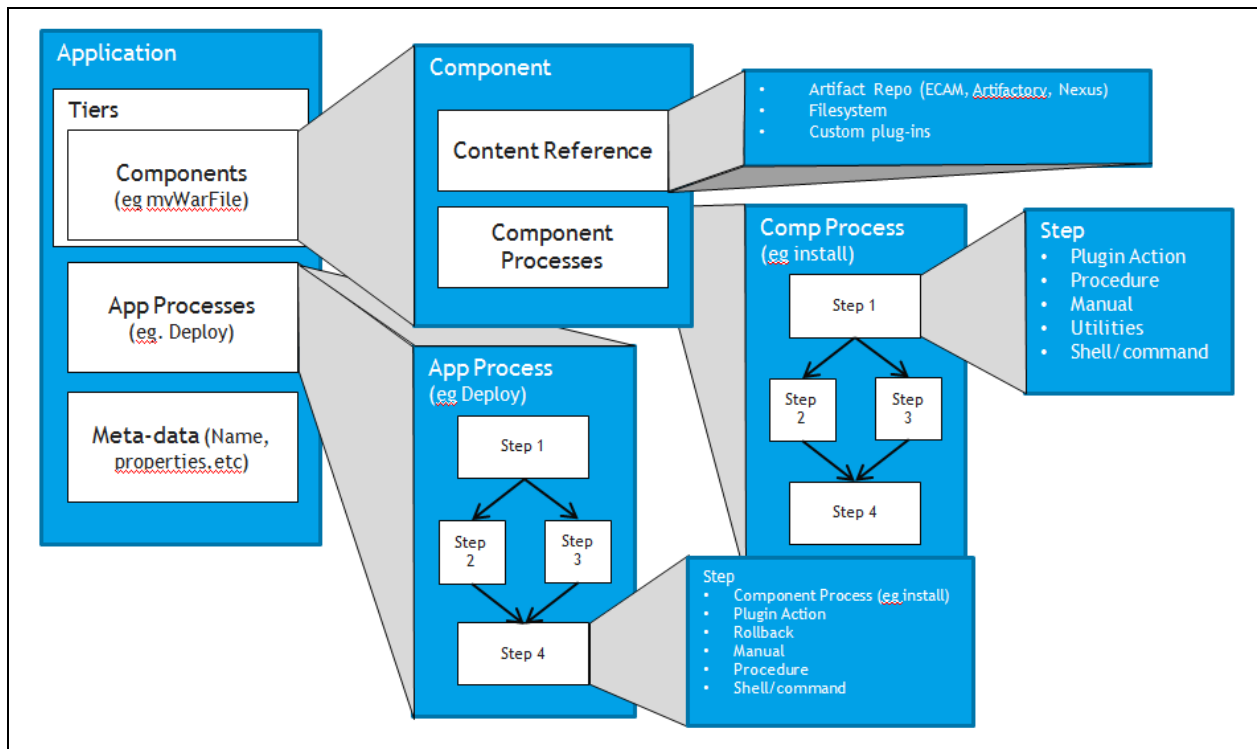 Application
Tiers
Components
(eg mvWarFile)
App Processes
(eg. Deploy)
Meta-data (Name,
properties.etc)
Component
Content Reference
Component
Processes
• Artifact Repo (ECAM, Artifactory, Nexus)
• Filesystem
• Custom plug-ins
Comp Process
(eg install)
Step 1
Step
2
Step
3
Step 4
Step
• Plugin Action
• Procedure
• Manual
• Utilities
• Shell/command
App Process
(eg Deploy)
Step 1
Step
2
Step
3
Step 4
Step
• Component Process (eg install)
• Plugin Action
• Rollback
• Manual
• Procedure
• Shell/command